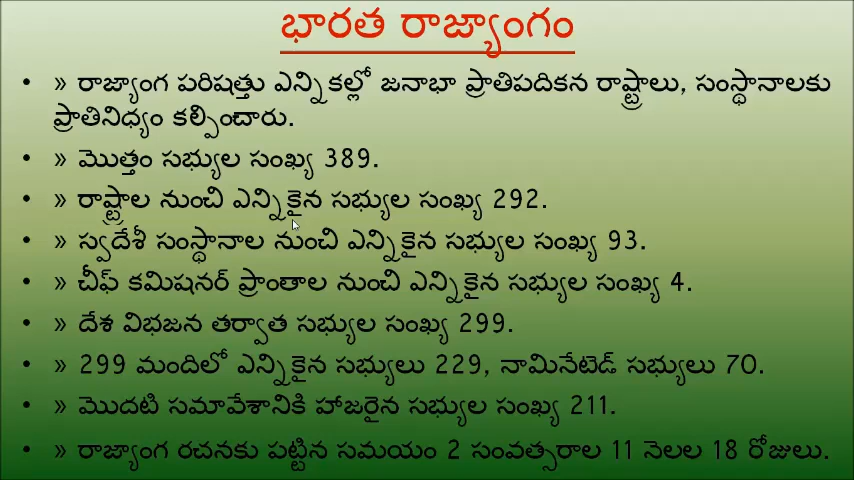 భారత రాజ్యాంగం
• » రాజ్యాంగ పరిషత్తు ఎన్నికల్లో జనాభా ప్రాతిపదికన రాష్ట్రాలు, సంస్థానాలకు
ప్రాతినిధ్యం కల్పించారు.
• » మొత్తం సభ్యుల సంఖ్య 389.
• » రాష్ట్రాల నుంచి ఎన్నికైన సభ్యుల సంఖ్య 292.
• » స్వదేశీ సంస్థానాల నుంచి ఎన్నికైన సభ్యుల సంఖ్య 93.
• » చీఫ్ కమిషనర్ ప్రాంతాల నుంచి ఎన్నికైన సభ్యుల సంఖ్య 4.
• » దేశ విభజన తర్వాత సభ్యుల సంఖ్య 299.
• » 299 మందిలో ఎన్నికైన సభ్యులు 229, నామినేటెడ్ సభ్యులు 70.
• » మొదటి సమావేశానికి హాజరైన సభ్యుల సంఖ్య 211.
• » రాజ్యాంగ రచనకు పట్టిన సమయం 2 సంవత్సరాల 11 నెలల 18 రోజులు.